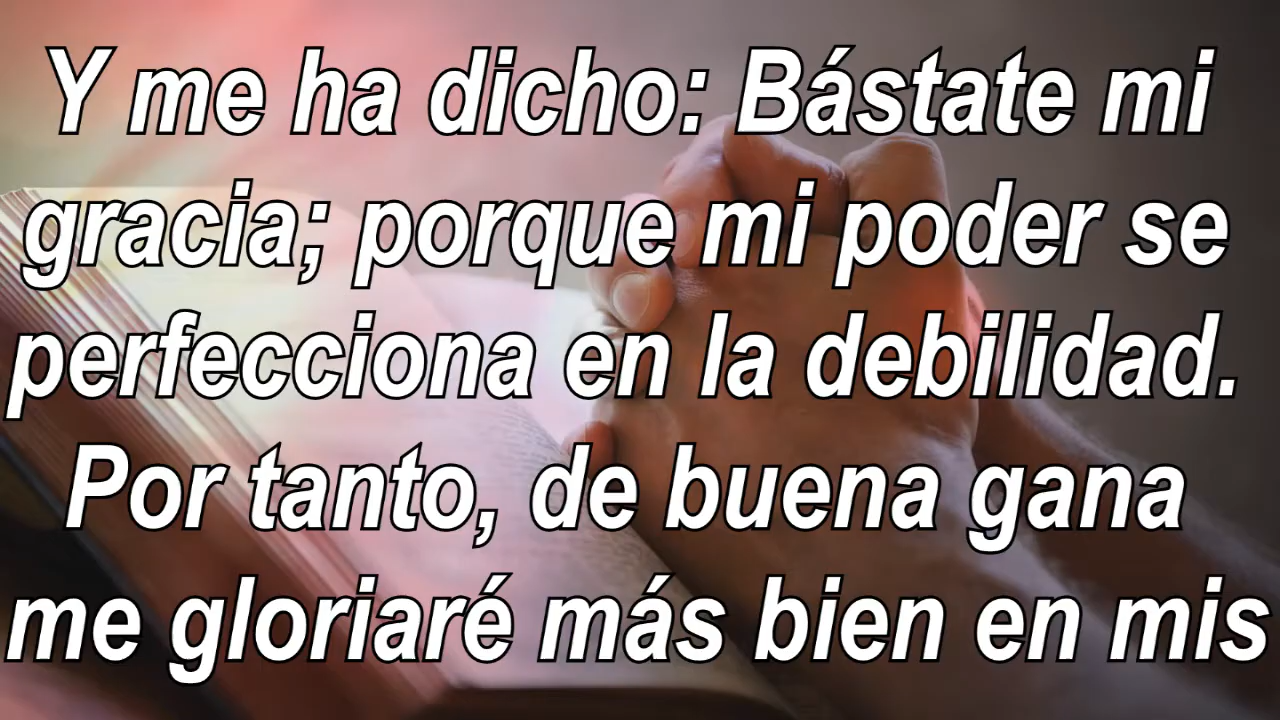 Y me ha dicho: Bástate mi
gracia; porque mi poder se
perfecciona en la debilidad.
Por tanto, de buena gana
me gloriaré más bien en mis